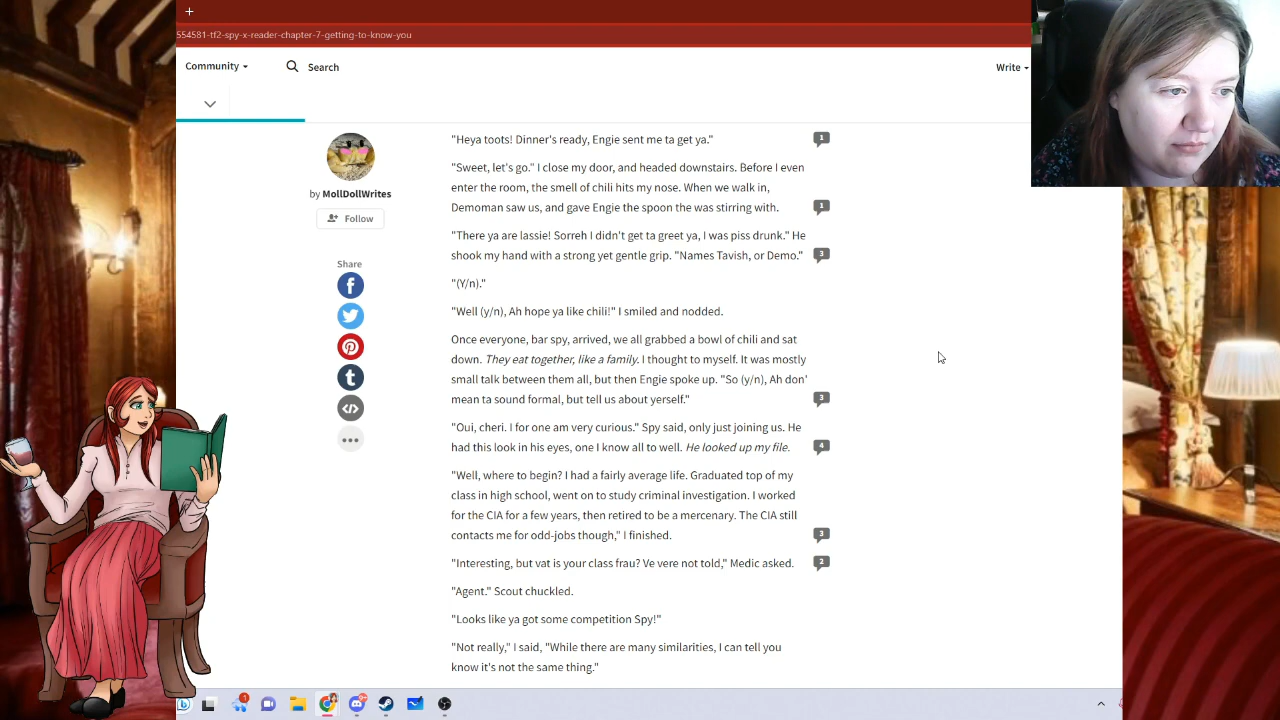 +
554581-tf2-spy-x-reader-chapter-7-getting-to-know-you
Community
Search
Write
by MollDollWrites
Follow
Share
"Heya toots! Dinner's ready, Engie sent me ta get ya."
1
"Sweet, let's go." I close my door, and headed downstairs. Before I even
enter the room, the smell of chili hits my nose. When we walk in,
Demoman saw us, and gave Engie the spoon the was stirring with.
1
"There ya are lassie! Sorreh I didn't get ta greet ya, I was piss drunk." He
shook my hand with a strong yet gentle grip. "Names Tavish, or Demo."
3
"(Y/n)."
"Well (y/n), Ah hope ya like chili!" I smiled and nodded.
Once everyone, bar spy, arrived, we all grabbed a bowl of chili and sat
down. They eat together, like a family. I thought to myself. It was mostly
small talk between them all, but then Engie spoke up. "So (y/n), Ah don'
mean ta sound formal, but tell us about yerself."
3
"Oui, cheri. I for one am very curious." Spy said, only just joining us. He
had this look in his eyes, one I know all to well. He looked up my file.
4
"Well, where to begin? I had a fairly average life. Graduated top of my
class in high school, went on to study criminal investigation. I worked
for the CIA for a few years, then retired to be a mercenary. The CIA still
contacts me for odd-jobs though," I finished.
3
"Interesting, but vat is your class frau? Ve vere not told," Medic asked.
2
"Agent." Scout chuckled.
"Looks like ya got some competition Spy!"
"Not really," I said, "While there are many similarities, I can tell you
know it's not the same thing."